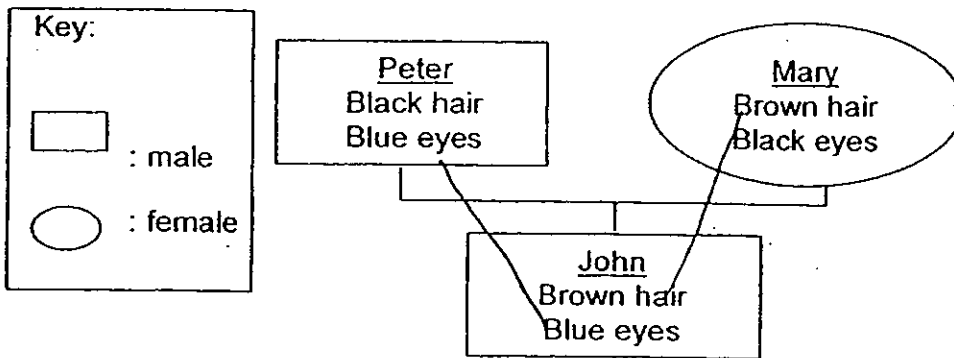 Key:
: male
: female
Peter
Black hair
Blue eyes
Mary
Brown hair
Black eyes
John
Brown hair
Blue eyes